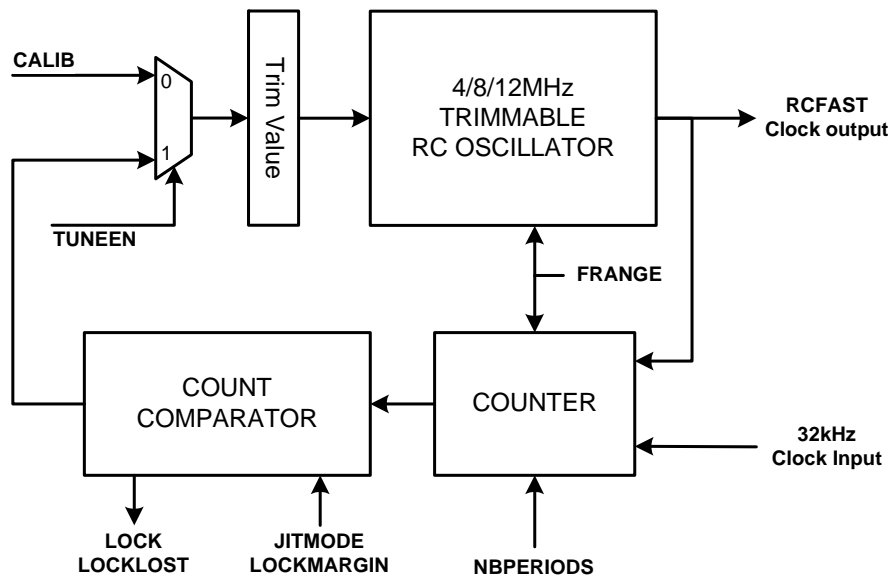 CALIB
0
1
TUNEEN
Trim Value
4/8/12MHz
TRIMMABLE
RC OSCILLATOR
RCFAST
Clock output
FRANGE
COUNT
COMPARATOR
COUNTER
32kHz
Clock Input
LOCK
LOCKLOST
JITMODE
LOCKMARGIN
NBPERIODS